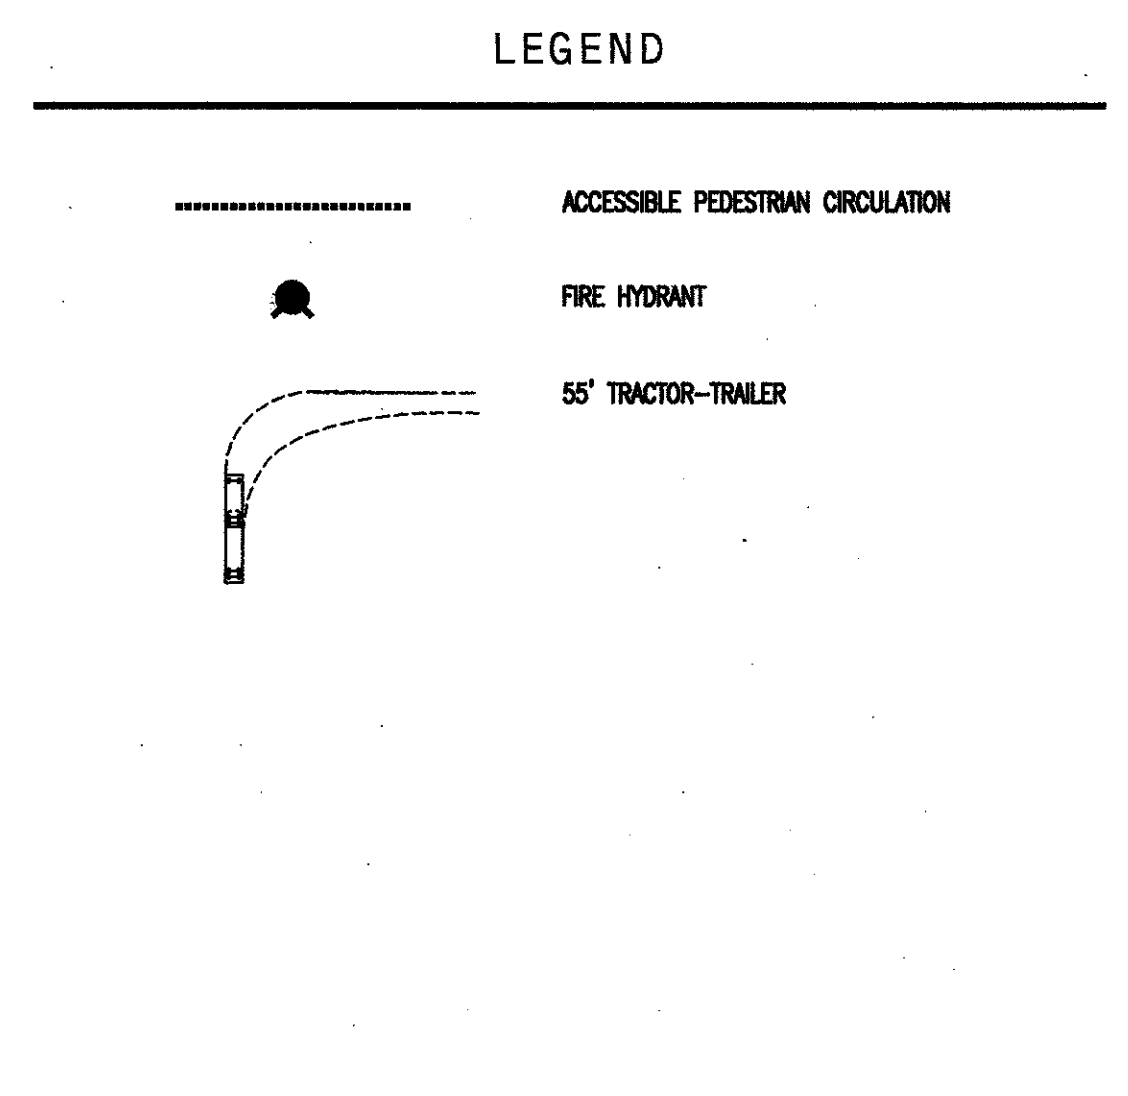 LEGEND
ACCESSIBLE PEDESTRIAN CIRCULATION
FIRE HYDRANT
55' TRACTOR-TRAILER